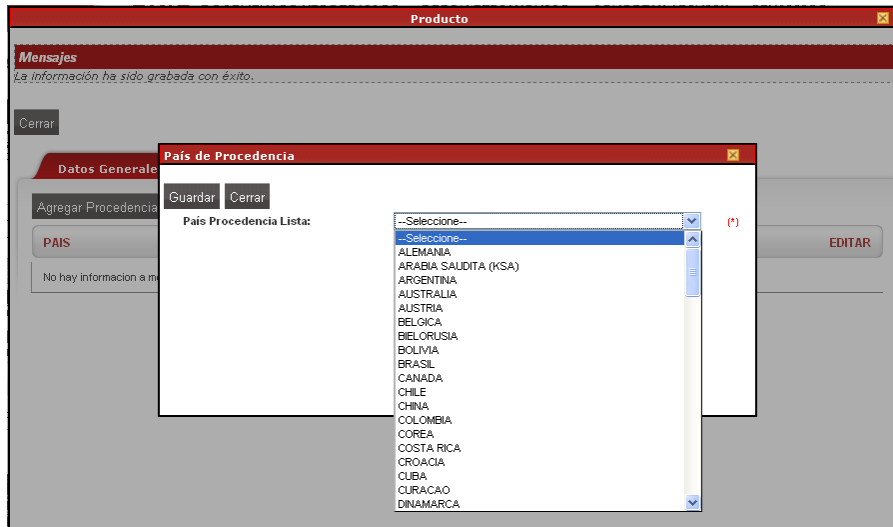 Producto
Mensajes
La información ha sido grabada con éxito.
Cerrar
Datos Generale
Agregar Procedencia
PAIS
EDITAR
No hay informacion a m
País de Procedencia
Guardar Cerrar
País Procedencia Lista:
--Seleccione--
(*)
--Seleccione--
ALEMANIA
ARABIA SAUDITA (KSA)
ARGENTINA
AUSTRALIA
AUSTRIA
BELGICA
BIELORUSIA
BOLIVIA
BRASIL
CANADA
CHILE
CHINA
COLOMBIA
COREA
COSTA RICA
CROACIA
CUBA
CURACAO
DINAMARCA